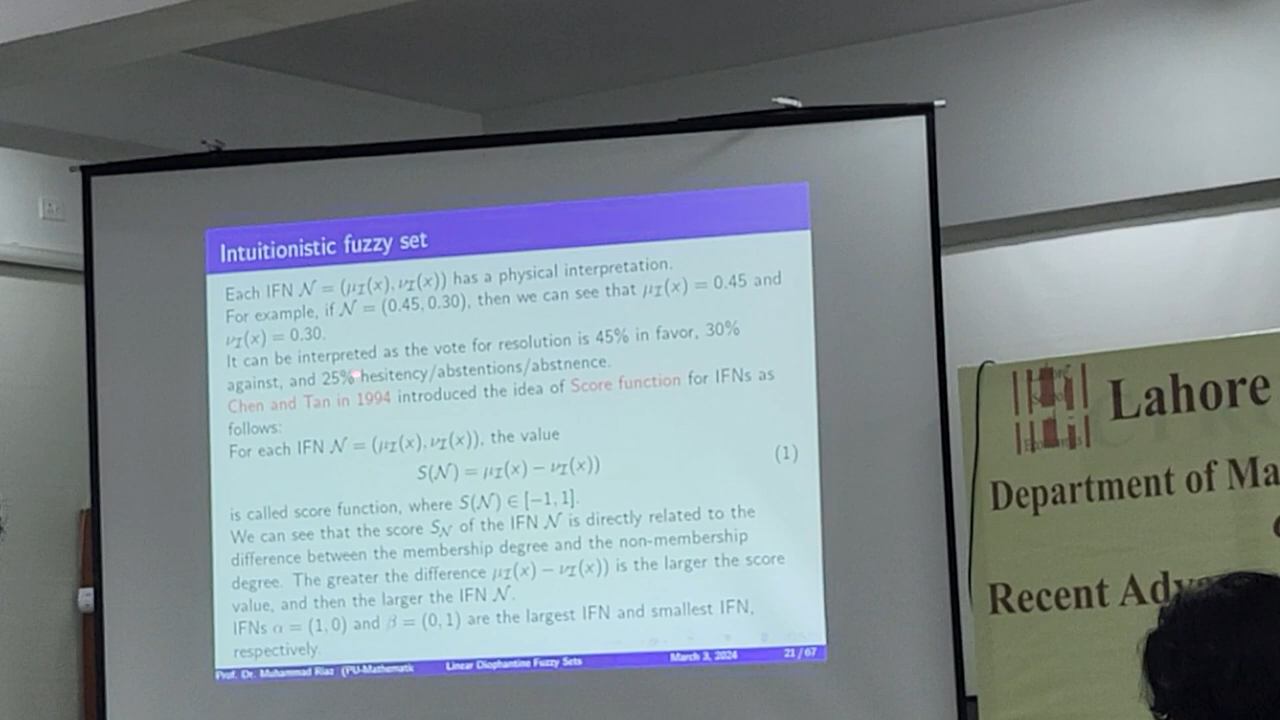 Intuitionistic fuzzy set
Each IFN 𝒩 = (μ_ℐ(x), ν_ℐ(x)) has a physical interpretation.
For example, if 𝒩 = (0.45, 0.30), then we can see that μ_ℐ(x) = 0.45 and
ν_ℐ(x) = 0.30.
It can be interpreted as the vote for resolution is 45% in favor, 30%
against, and 25% hesitency/abstentions/abstnence.
Chen and Tan in 1994 introduced the idea of Score function for IFNs as
follows:
For each IFN 𝒩 = (μ_ℐ(x), ν_ℐ(x)), the value
S(𝒩) = μ_ℐ(x) − ν_ℐ(x)) (1)
is called score function, where S(𝒩) ∈ [−1, 1].
We can see that the score S_𝒩 of the IFN 𝒩 is directly related to the
difference between the membership degree and the non-membership
degree. The greater the difference μ_ℐ(x) − ν_ℐ(x)) is the larger the score
value, and then the larger the IFN 𝒩.
IFNs α = (1, 0) and β = (0, 1) are the largest IFN and smallest IFN,
respectively.
Prof. Dr. Muhammad Riaz (PU-Mathematik Linear Diophantine Fuzzy Sets March 3, 2024 21 / 67
Lahore
Department of Ma
Recent Adv